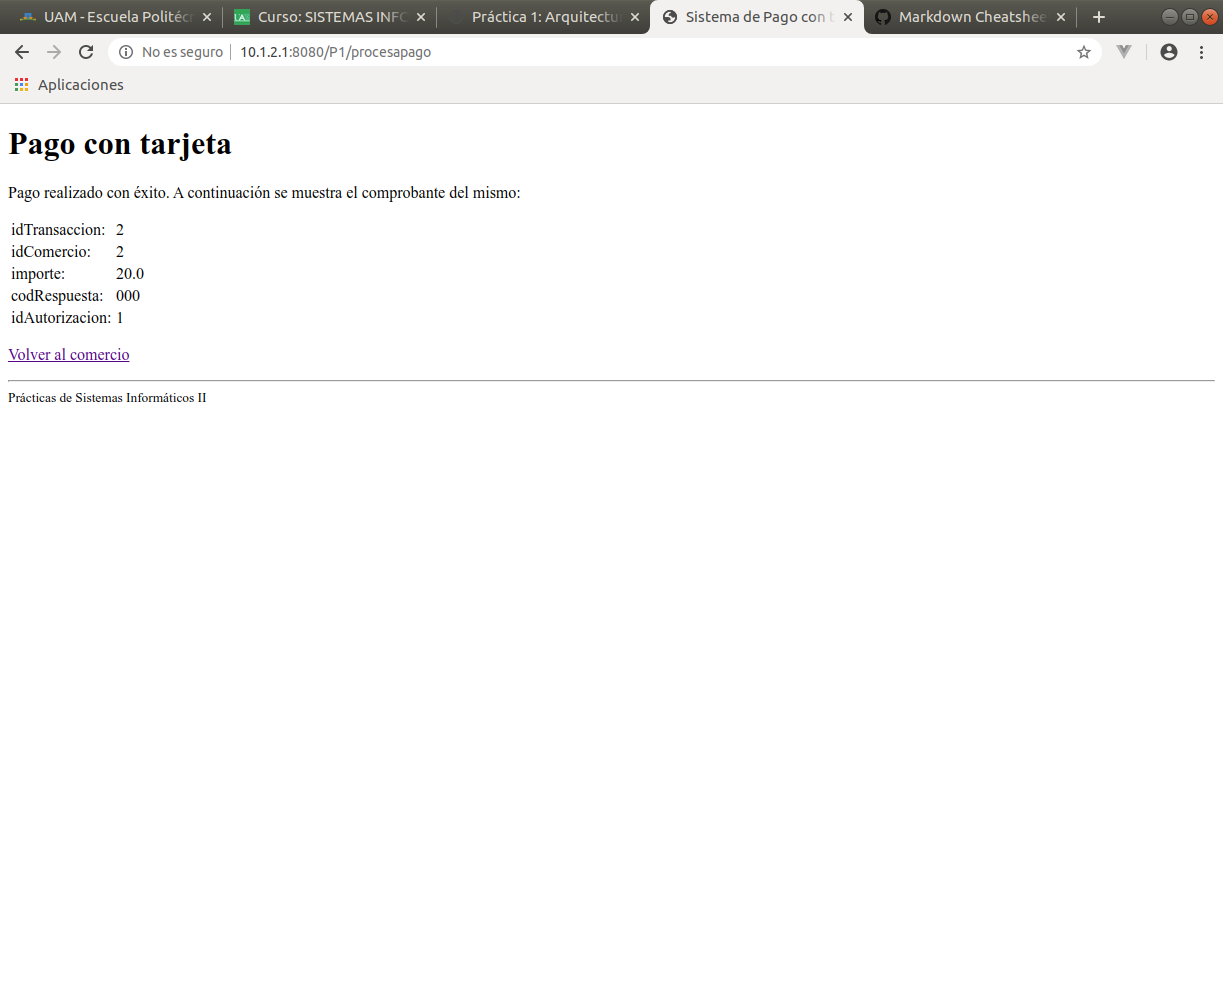 UAM - Escuela Politéc
Curso: SISTEMAS INFO
Práctica 1: Arquitectu
Sistema de Pago con t
Markdown Cheatshee
No es seguro | 10.1.2.1:8080/P1/procesapago
Aplicaciones
Pago con tarjeta
Pago realizado con éxito. A continuación se muestra el comprobante del mismo:
idTransaccion: 2
idComercio: 2
importe: 20.0
codRespuesta: 000
idAutorizacion: 1
Volver al comercio
Prácticas de Sistemas Informáticos II